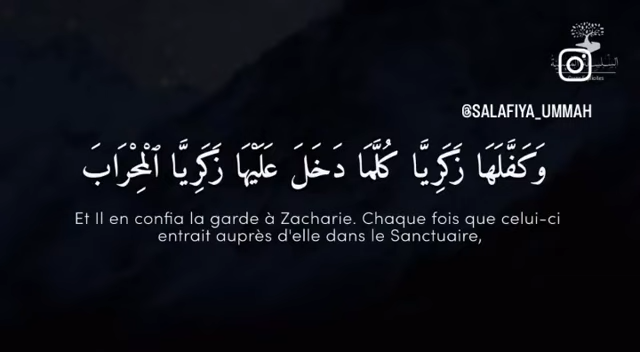 @SALAFIYA_UMMAH
وَكَفَّلَهَا زَكَرِيَّا كُلَّمَا دَخَلَ عَلَيْهَا زَكَرِيَّا ٱلْمِحْرَابَ
Et Il en confia la garde à Zacharie. Chaque fois que celui-ci
entrait auprès d'elle dans le Sanctuaire,